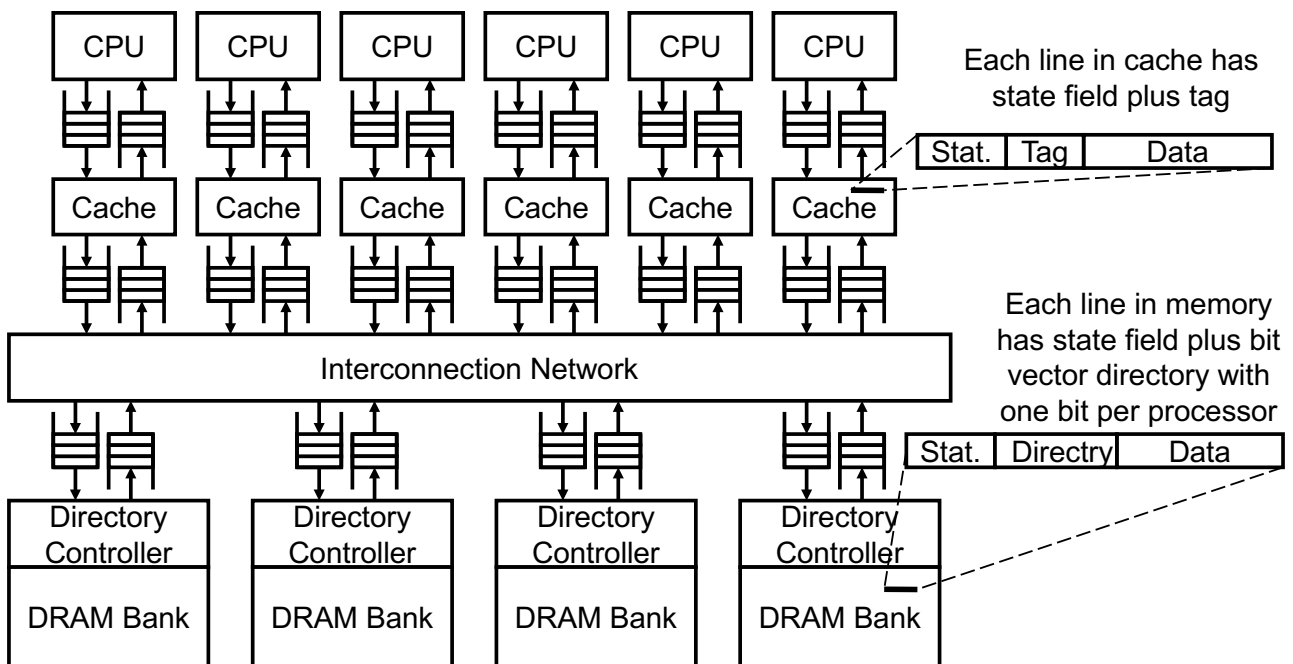 CPU CPU CPU CPU CPU CPU
Each line in cache has
state field plus tag
Stat. Tag Data
Cache Cache Cache Cache Cache Cache
Each line in memory
has state field plus bit
vector directory with
one bit per processor
Interconnection Network
Stat. Directry Data
Directory Directory Directory Directory
Controller Controller Controller Controller
DRAM Bank DRAM Bank DRAM Bank DRAM Bank